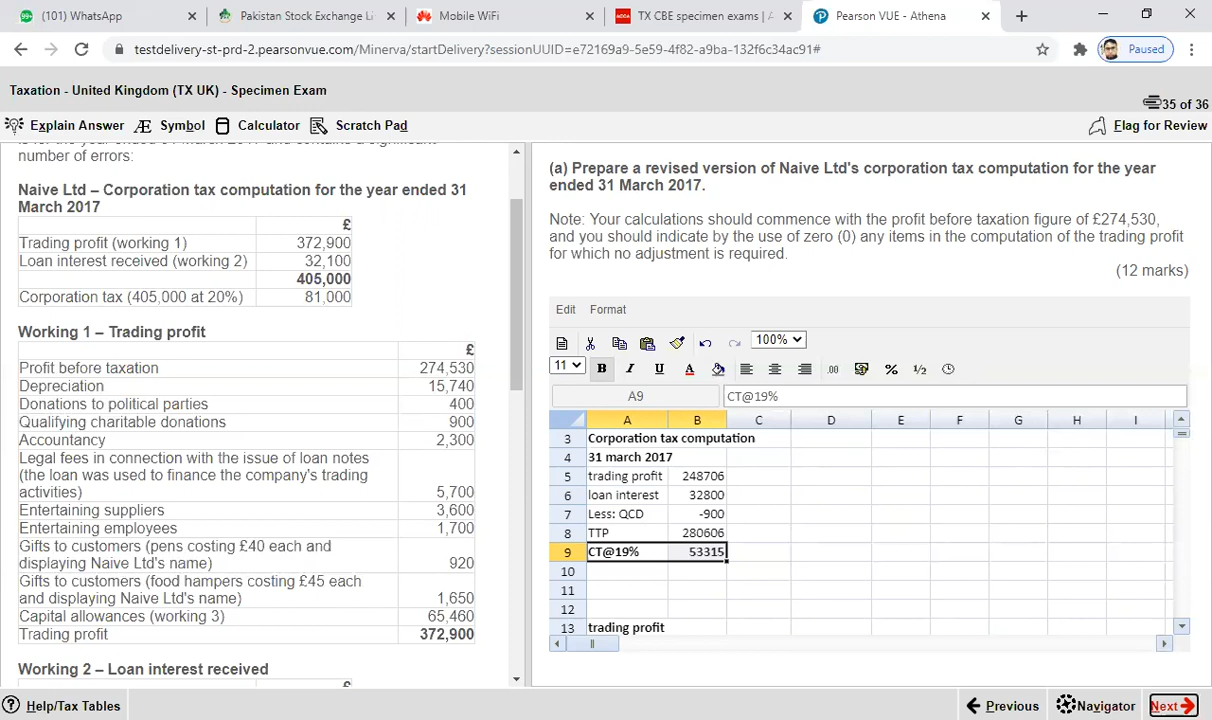 (101) WhatsApp
Pakistan Stock Exchange Li
Mobile WiFi
TX CBE specimen exams | A
Pearson VUE - Athena
testdelivery-st-prd-2.pearsonvue.com/Minerva/startDelivery?sessionUUID=e72169a9-5e59-4f82-a9ba-132f6c34ac91#
Paused
Taxation - United Kingdom (TX UK) - Specimen Exam
35 of 36
Explain Answer
Symbol
Calculator
Scratch Pad
Flag for Review
number of errors:
Naive Ltd – Corporation tax computation for the year ended 31
March 2017
£
Trading profit (working 1) 372,900
Loan interest received (working 2) 32,100
405,000
Corporation tax (405,000 at 20%) 81,000
Working 1 – Trading profit
£
Profit before taxation 274,530
Depreciation 15,740
Donations to political parties 400
Qualifying charitable donations 900
Accountancy 2,300
Legal fees in connection with the issue of loan notes
(the loan was used to finance the company's trading
activities) 5,700
Entertaining suppliers 3,600
Entertaining employees 1,700
Gifts to customers (pens costing £40 each and
displaying Naive Ltd's name) 920
Gifts to customers (food hampers costing £45 each
and displaying Naive Ltd's name) 1,650
Capital allowances (working 3) 65,460
Trading profit 372,900
Working 2 – Loan interest received
£
(a) Prepare a revised version of Naive Ltd's corporation tax computation for the year
ended 31 March 2017.
Note: Your calculations should commence with the profit before taxation figure of £274,530,
and you should indicate by the use of zero (0) any items in the computation of the trading profit
for which no adjustment is required.
(12 marks)
Edit Format
100%
11 B I U A .00 % ½
A9 CT@19%
A B C D E F G H I
3 Corporation tax computation
4 31 march 2017
5 trading profit 248706
6 loan interest 32800
7 Less: QCD -900
8 TTP 280606
9 CT@19% 53315
10
11
12
13 trading profit
Help/Tax Tables
Previous
Navigator
Next